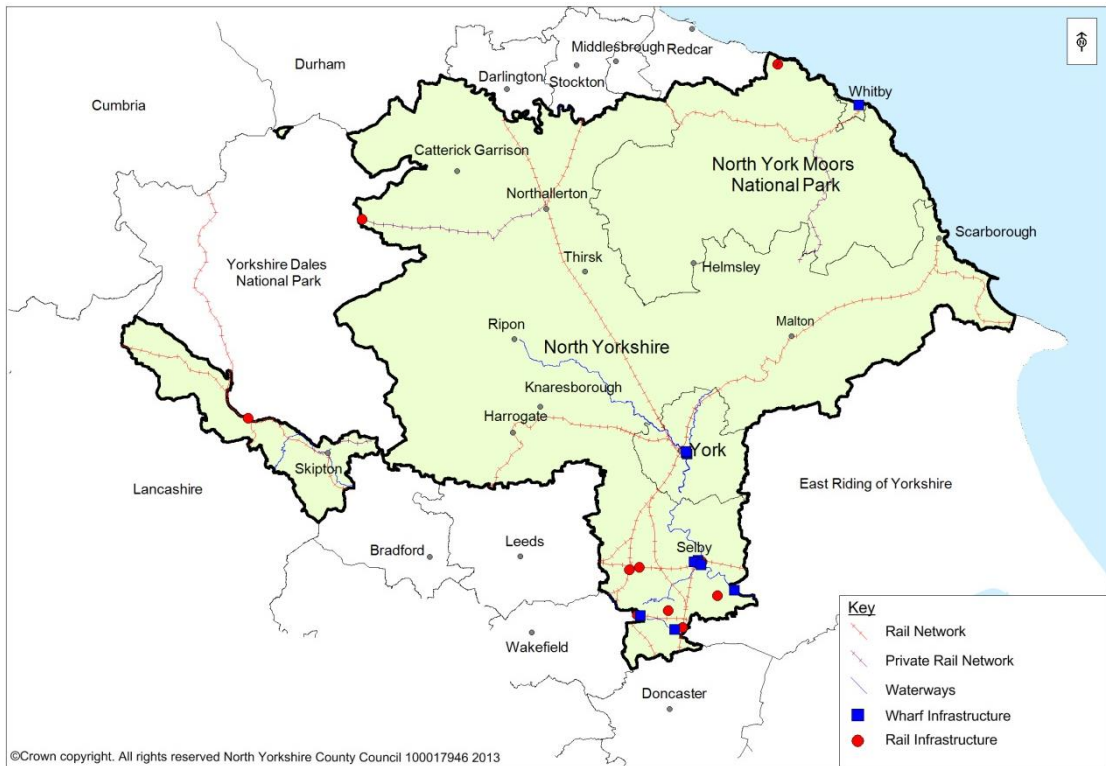 Middlesbrough
Redcar
Durham
Darlington
Stockton
Cumbria
Whitby
Catterick Garrison
North York Moors
National Park
Northallerton
Scarborough
Yorkshire Dales
National Park
Thirsk
Helmsley
Ripon
North Yorkshire
Malton
Knaresborough
Harrogate
York
Skipton
Lancashire
East Riding of Yorkshire
Bradford
Leeds
Selby
Wakefield
Doncaster
N
Key
Rail Network
Private Rail Network
Waterways
Wharf Infrastructure
Rail Infrastructure
©Crown copyright. All rights reserved North Yorkshire County Council 100017946 2013